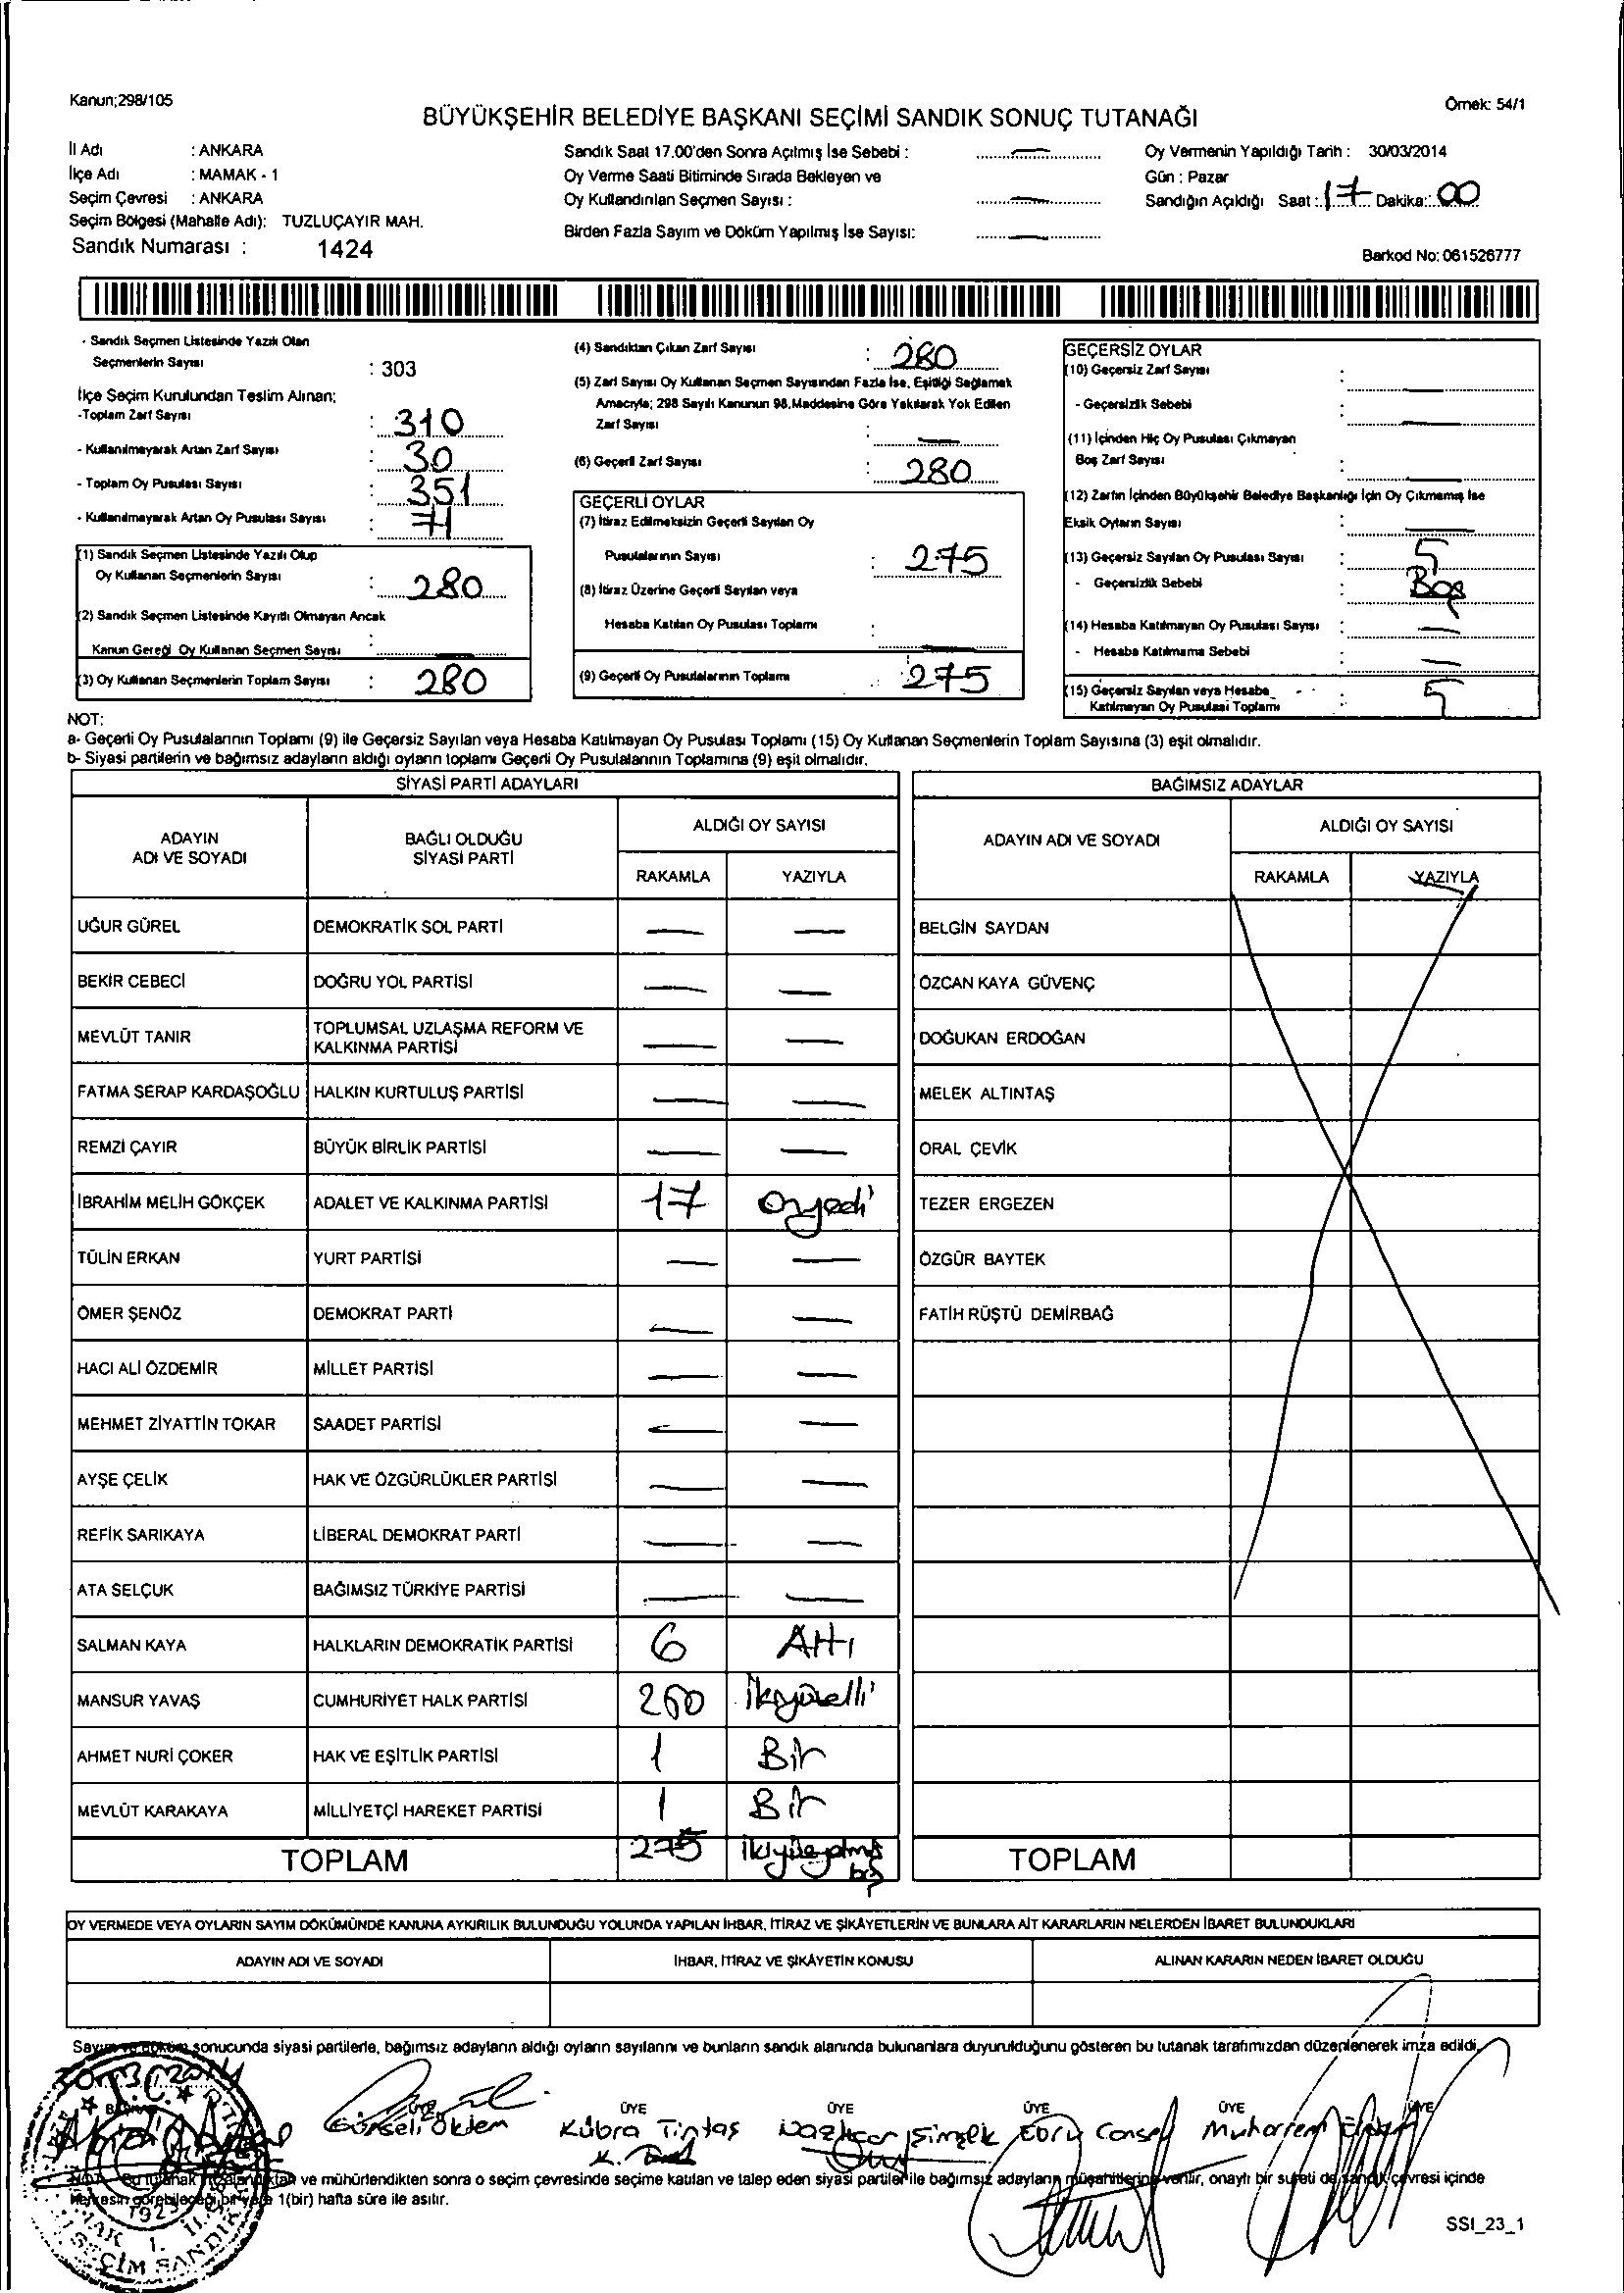 Kanun;298/105
Örnek: 54/1
BÜYÜKŞEHİR BELEDİYE BAŞKANI SEÇİMİ SANDIK SONUÇ TUTANAĞI
İl Adı : ANKARA
İlçe Adı : MAMAK - 1
Seçim Çevresi : ANKARA
Seçim Bölgesi (Mahalle Adı): TUZLUÇAYIR MAH.
Sandık Numarası : 1424
Sandık Saat 17.00'den Sonra Açılmış İse Sebebi : —
Oy Verme Saati Bitiminde Sırada Bekleyen ve
Oy Kullandırılan Seçmen Sayısı : —
Birden Fazla Sayım ve Döküm Yapılmış İse Sayısı: —
Oy Vermenin Yapıldığı Tarih : 30/03/2014
Gün : Pazar
Sandığın Açıldığı Saat : 17 Dakika: 00
Barkod No: 061526777
- Sandık Seçmen Listesinde Yazılı Olan
Seçmenlerin Sayısı : 303
İlçe Seçim Kurulundan Teslim Alınan;
-Toplam Zarf Sayısı : 310
- Kullanılmayarak Artan Zarf Sayısı : 30
- Toplam Oy Pusulası Sayısı : 351
- Kullanılmayarak Artan Oy Pusulası Sayısı : 71
(1) Sandık Seçmen Listesinde Yazılı Olup
Oy Kullanan Seçmenlerin Sayısı : 280
(2) Sandık Seçmen Listesinde Kayıtlı Olmayan Ancak
Kanun Gereği Oy Kullanan Seçmen Sayısı : —
(3) Oy Kullanan Seçmenlerin Toplam Sayısı : 280
(4) Sandıktan Çıkan Zarf Sayısı : 280
(5) Zarf Sayısı Oy Kullanan Seçmen Sayısından Fazla İse, Eşitliği Sağlamak
Amacıyla; 298 Sayılı Kanunun 98.Maddesine Göre Yakılarak Yok Edilen
Zarf Sayısı : —
(6) Geçerli Zarf Sayısı : 280
GEÇERLİ OYLAR
(7) İtiraz Edilmeksizin Geçerli Sayılan Oy
Pusulalarının Sayısı : 275
(8) İtiraz Üzerine Geçerli Sayılan veya
Hesaba Katılan Oy Pusulası Toplamı : —
(9) Geçerli Oy Pusulalarının Toplamı : 275
GEÇERSİZ OYLAR
(10) Geçersiz Zarf Sayısı : —
- Geçersizlik Sebebi : —
(11) İçinden Hiç Oy Pusulası Çıkmayan
Boş Zarf Sayısı : —
(12) Zarfın İçinden Büyükşehir Belediye Başkanlığı İçin Oy Çıkmamış İse
Eksik Oyların Sayısı : —
(13) Geçersiz Sayılan Oy Pusulası Sayısı : 5
- Geçersizlik Sebebi : Boş
(14) Hesaba Katılmayan Oy Pusulası Sayısı : —
- Hesaba Katılmama Sebebi : —
(15) Geçersiz Sayılan veya Hesaba
Katılmayan Oy Pusulası Toplamı : 5
NOT:
a- Geçerli Oy Pusulalarının Toplamı (9) ile Geçersiz Sayılan veya Hesaba Katılmayan Oy Pusulası Toplamı (15) Oy Kullanan Seçmenlerin Toplam Sayısına (3) eşit olmalıdır.
b- Siyasi partilerin ve bağımsız adayların aldığı oyların toplamı Geçerli Oy Pusulalarının Toplamına (9) eşit olmalıdır.
SİYASİ PARTİ ADAYLARI
ADAYIN
ADI VE SOYADI
BAĞLI OLDUĞU
SİYASİ PARTİ
ALDIĞI OY SAYISI
RAKAMLA YAZIYLA
UĞUR GÜREL DEMOKRATİK SOL PARTİ — —
BEKİR CEBECİ DOĞRU YOL PARTİSİ — —
MEVLÜT TANIR TOPLUMSAL UZLAŞMA REFORM VE
KALKINMA PARTİSİ — —
FATMA SERAP KARDAŞOĞLU HALKIN KURTULUŞ PARTİSİ — —
REMZİ ÇAYIR BÜYÜK BİRLİK PARTİSİ — —
İBRAHİM MELİH GÖKÇEK ADALET VE KALKINMA PARTİSİ 17 Onyedi
TÜLİN ERKAN YURT PARTİSİ — —
ÖMER ŞENÖZ DEMOKRAT PARTİ — —
HACI ALİ ÖZDEMİR MİLLET PARTİSİ — —
MEHMET ZİYATTİN TOKAR SAADET PARTİSİ — —
AYŞE ÇELİK HAK VE ÖZGÜRLÜKLER PARTİSİ — —
REFİK SARIKAYA LİBERAL DEMOKRAT PARTİ — —
ATA SELÇUK BAĞIMSIZ TÜRKİYE PARTİSİ — —
SALMAN KAYA HALKLARIN DEMOKRATİK PARTİSİ 6 Altı
MANSUR YAVAŞ CUMHURİYET HALK PARTİSİ 250 İkiyüzelli
AHMET NURİ ÇOKER HAK VE EŞİTLİK PARTİSİ 1 Bir
MEVLÜT KARAKAYA MİLLİYETÇİ HAREKET PARTİSİ 1 Bir
TOPLAM 275 İkiyüzyetmiş
beş
BAĞIMSIZ ADAYLAR
ADAYIN ADI VE SOYADI
ALDIĞI OY SAYISI
RAKAMLA YAZIYLA
BELGİN SAYDAN
ÖZCAN KAYA GÜVENÇ
DOĞUKAN ERDOĞAN
MELEK ALTINTAŞ
ORAL ÇEVİK
TEZER ERGEZEN
ÖZGÜR BAYTEK
FATİH RÜŞTÜ DEMİRBAĞ
TOPLAM
OY VERMEDE VEYA OYLARIN SAYIM DÖKÜMÜNDE KANUNA AYKIRILIK BULUNDUĞU YOLUNDA YAPILAN İHBAR, İTİRAZ VE ŞİKÂYETLERİN VE BUNLARA AİT KARARLARIN NELERDEN İBARET BULUNDUKLARI
ADAYIN ADI VE SOYADI İHBAR, İTİRAZ VE ŞİKÂYETİN KONUSU ALINAN KARARIN NEDEN İBARET OLDUĞU
Sayım ve döküm sonucunda siyasi partilerle, bağımsız adayların aldığı oyların sayılarını ve bunların sandık alanında bulunanlara duyurulduğunu gösteren bu tutanak tarafımızdan düzenlenerek imza edildi.
30/03/2014
ÜYE ÜYE ÜYE ÜYE ÜYE ÜYE
Gürseli Öktem Kübra Tintaş Nazlıcan Şimşek Ebru Cansel Muharrem
NOT: Bu tutanak imzalandıktan ve mühürlendikten sonra o seçim çevresinde seçime katılan ve talep eden siyasi partiler ile bağımsız adayların müşahitlerine verilir, onaylı bir sureti de sandık çevresi içinde
herkesin görebileceği bir yere 1(bir) hafta süre ile asılır.
T.C.
1923
SSI_23_1